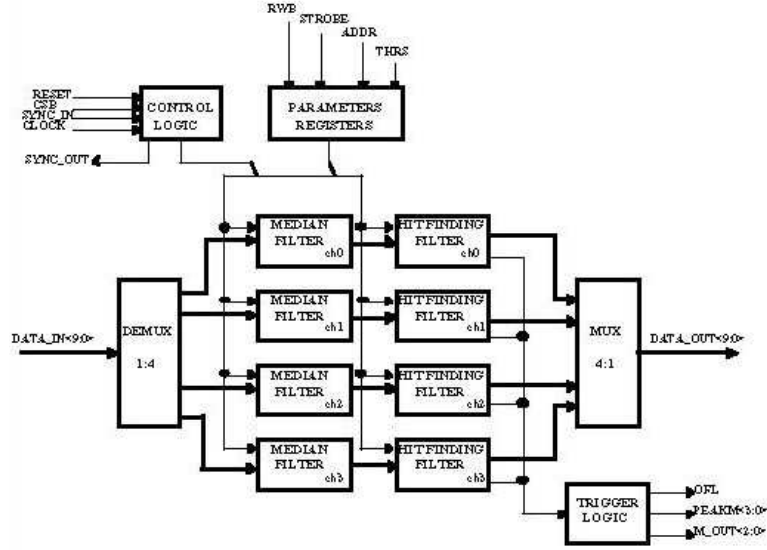 RWB
STROBE
ADDR
THRS
RESET
CSB
SYNC_IN
CLOCK
CONTROL
LOGIC
PARAMETERS
REGISTERS
SYNC_OUT
MEDIAN
FILTER
ch0
HITFINDING
FILTER
ch0
MEDIAN
FILTER
ch1
HITFINDING
FILTER
ch1
DATA_IN<9:0>
DEMUX
1:4
MUX
4:1
DATA_OUT<9:0>
MEDIAN
FILTER
ch2
HITFINDING
FILTER
ch2
MEDIAN
FILTER
ch3
HITFINDING
FILTER
ch3
TRIGGER
LOGIC
OFL
PEAKM<3:0>
M_OUT<2:0>